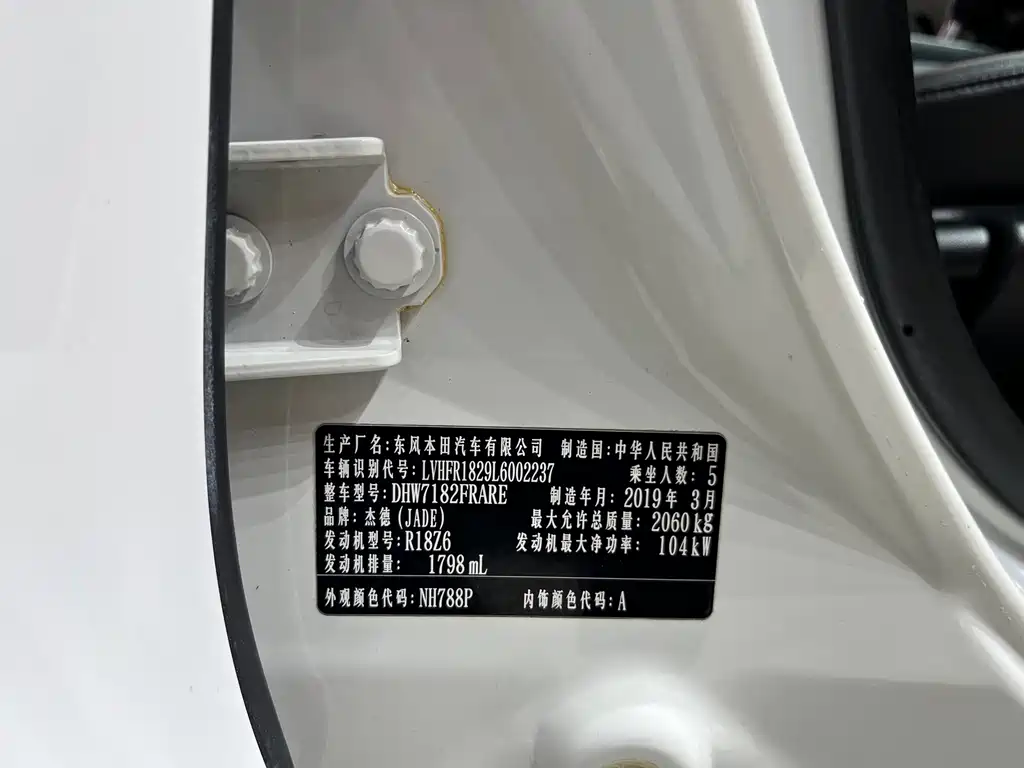 生产厂名:东风本田汽车有限公司 制造国:中华人民共和国
车辆识别代号:LVHFR1829L6002237 乘坐人数:5
整车型号:DHW7182FRARE 制造年月:2019年 3月
品牌:杰德(JADE) 最大允许总质量:2060kg
发动机型号:R18Z6 发动机最大净功率: 104kW
发动机排量: 1798mL
外观颜色代码:NH788P 内饰颜色代码:A